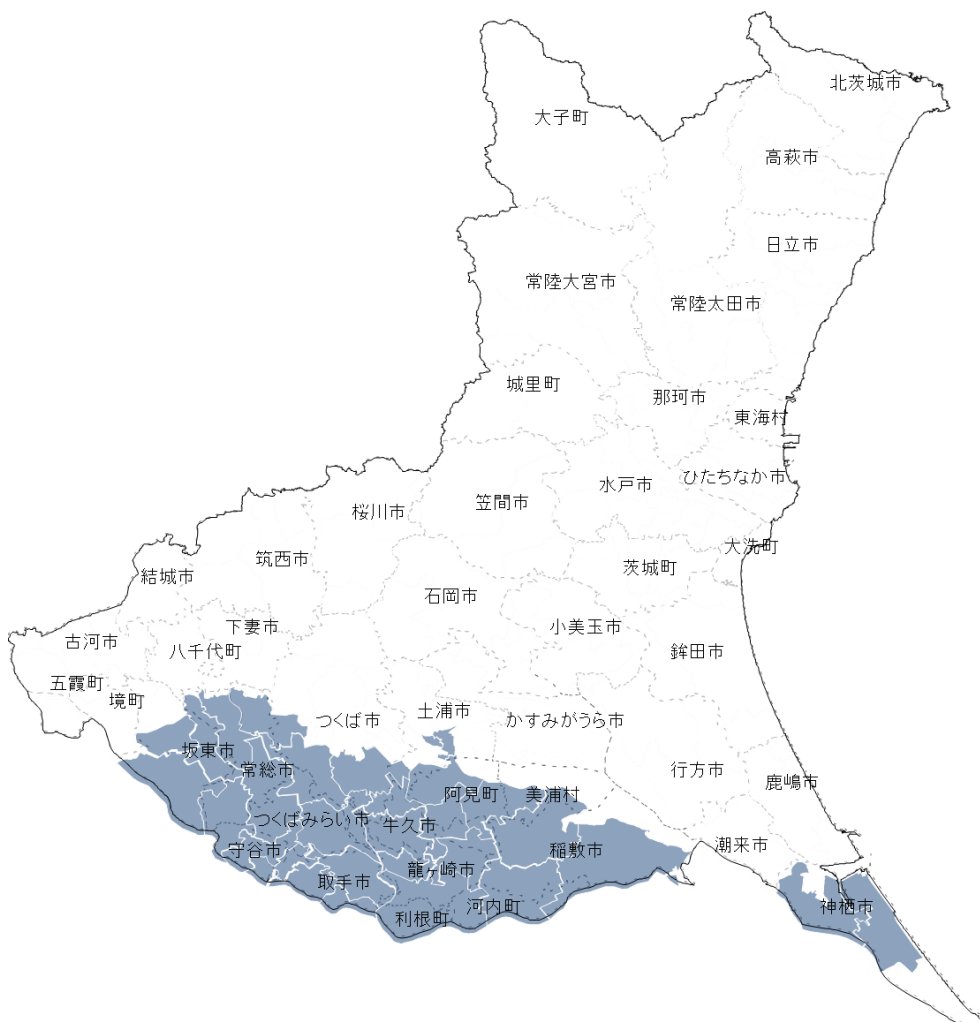 北茨城市
大子町
高萩市
日立市
常陸大宮市
常陸太田市
城里町
那珂市
東海村
ひたちなか市
水戸市
笠間市
桜川市
大洗町
筑西市
茨城町
結城市
石岡市
下妻市
小美玉市
古河市
八千代町
鉾田市
五霞町
境町
つくば市
土浦市
かすみがうら市
坂東市
常総市
行方市
鹿嶋市
阿見町
美浦村
つくばみらい市
牛久市
潮来市
守谷市
稲敷市
龍ヶ崎市
取手市
利根町
河内町
神栖市